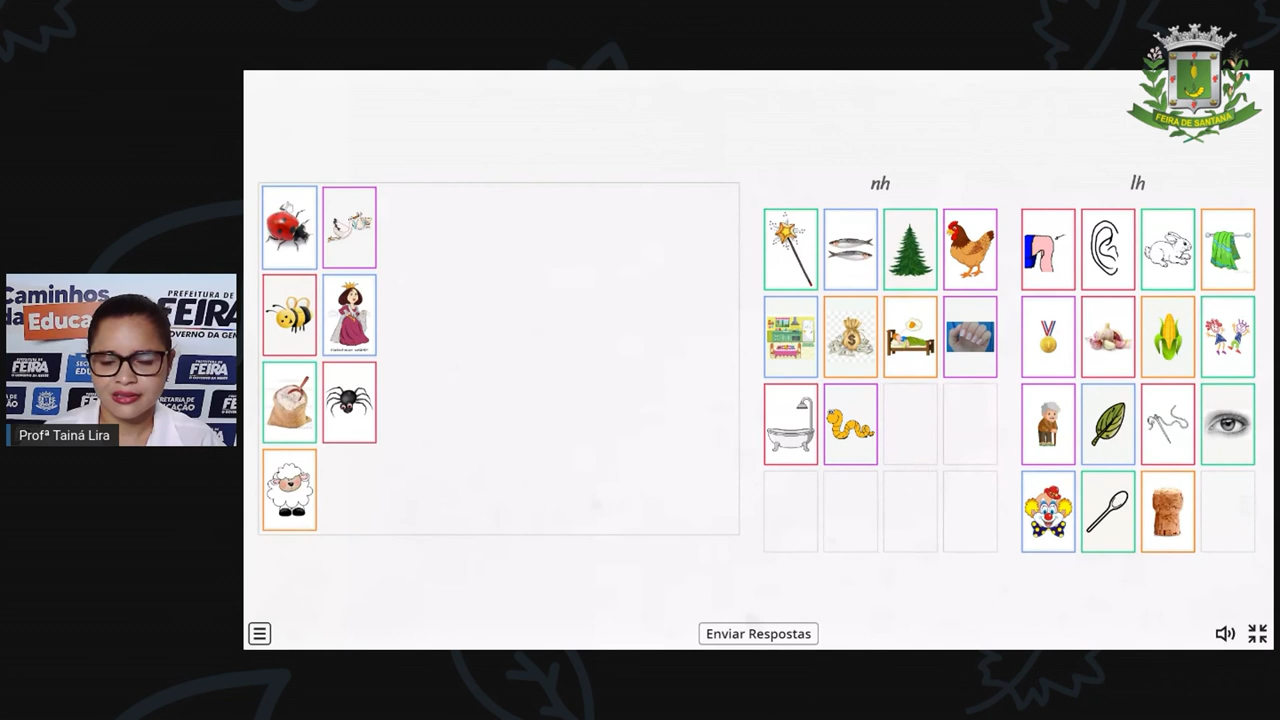 FEIRA DE SANTANA
nh
lh
Caminhos
da
Educa
PREFEITURA DE
FEIRA
GOVERNO DA GEN
FEIRA
FEIRA
Profª Tainá Lira
Enviar Respostas